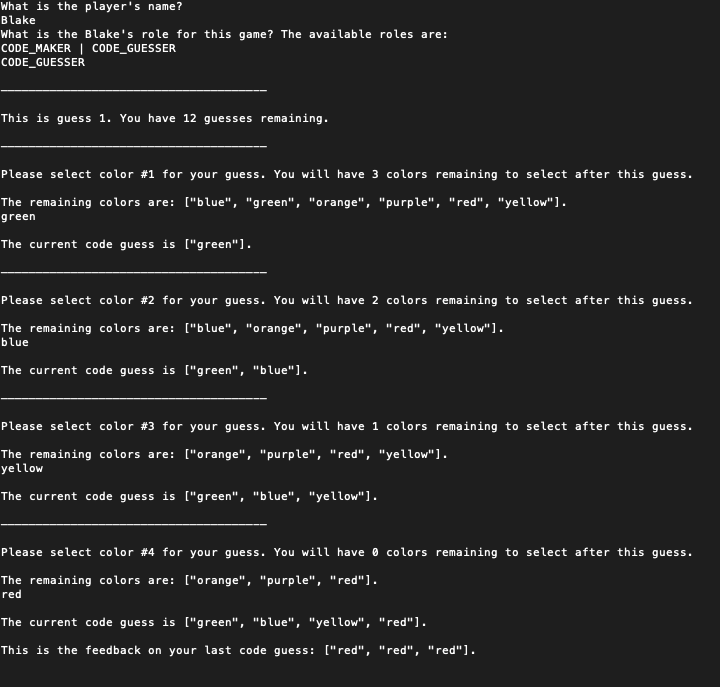 What is the player's name?
Blake
What is the Blake's role for this game? The available roles are:
CODE_MAKER | CODE_GUESSER
CODE_GUESSER
______________________________________
This is guess 1. You have 12 guesses remaining.
______________________________________
Please select color #1 for your guess. You will have 3 colors remaining to select after this guess.
The remaining colors are: ["blue", "green", "orange", "purple", "red", "yellow"].
green
The current code guess is ["green"].
______________________________________
Please select color #2 for your guess. You will have 2 colors remaining to select after this guess.
The remaining colors are: ["blue", "orange", "purple", "red", "yellow"].
blue
The current code guess is ["green", "blue"].
______________________________________
Please select color #3 for your guess. You will have 1 colors remaining to select after this guess.
The remaining colors are: ["orange", "purple", "red", "yellow"].
yellow
The current code guess is ["green", "blue", "yellow"].
______________________________________
Please select color #4 for your guess. You will have 0 colors remaining to select after this guess.
The remaining colors are: ["orange", "purple", "red"].
red
The current code guess is ["green", "blue", "yellow", "red"].
This is the feedback on your last code guess: ["red", "red", "red"].